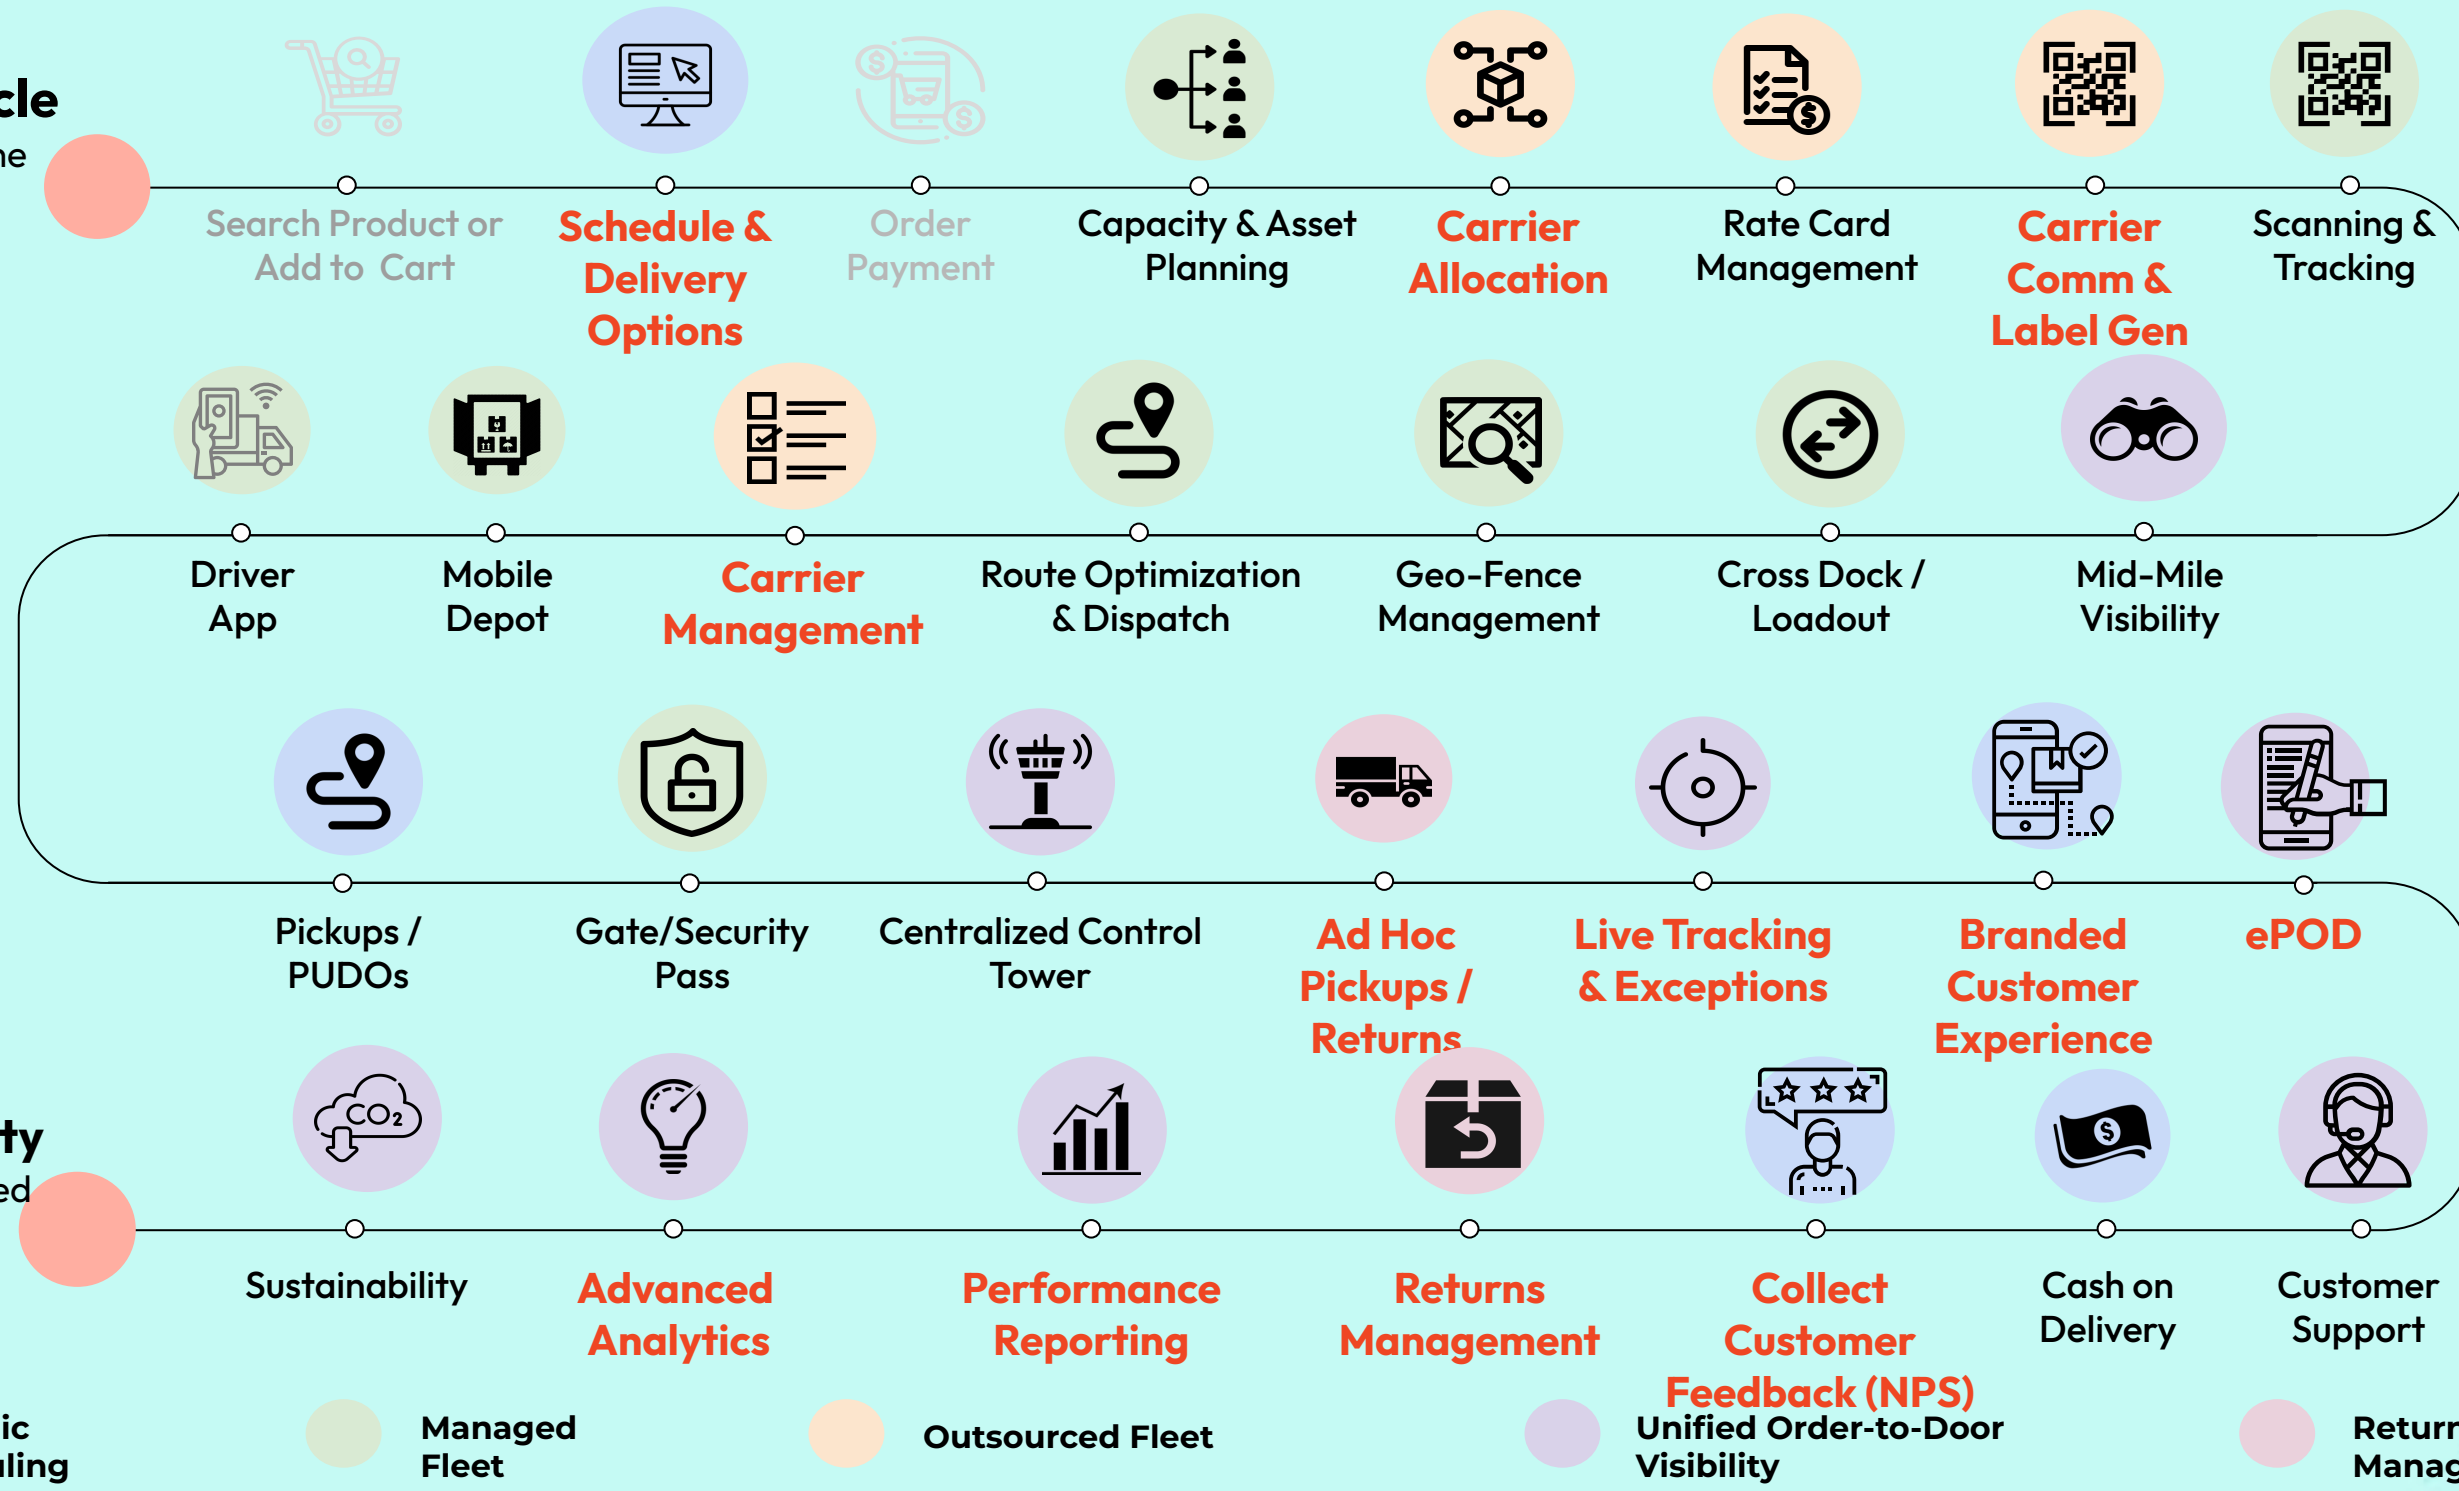 cle
ne
Search Product or
Add to Cart
Schedule &
Delivery
Options
Order
Payment
Capacity & Asset
Planning
Carrier
Allocation
Rate Card
Management
Carrier
Comm &
Label Gen
Scanning &
Tracking
Driver
App
Mobile
Depot
Carrier
Management
Route Optimization
& Dispatch
Geo-Fence
Management
Cross Dock /
Loadout
Mid-Mile
Visibility
Pickups /
PUDOs
Gate/Security
Pass
Centralized Control
Tower
Ad Hoc
Pickups /
Returns
Live Tracking
& Exceptions
Branded
Customer
Experience
ePOD
ty
ed
CO2
Sustainability
Advanced
Analytics
Performance
Reporting
Returns
Management
Collect
Customer
Feedback (NPS)
Cash on
Delivery
Customer
Support
ic
uling
Managed
Fleet
Outsourced Fleet
Unified Order-to-Door
Visibility
Return
Manag